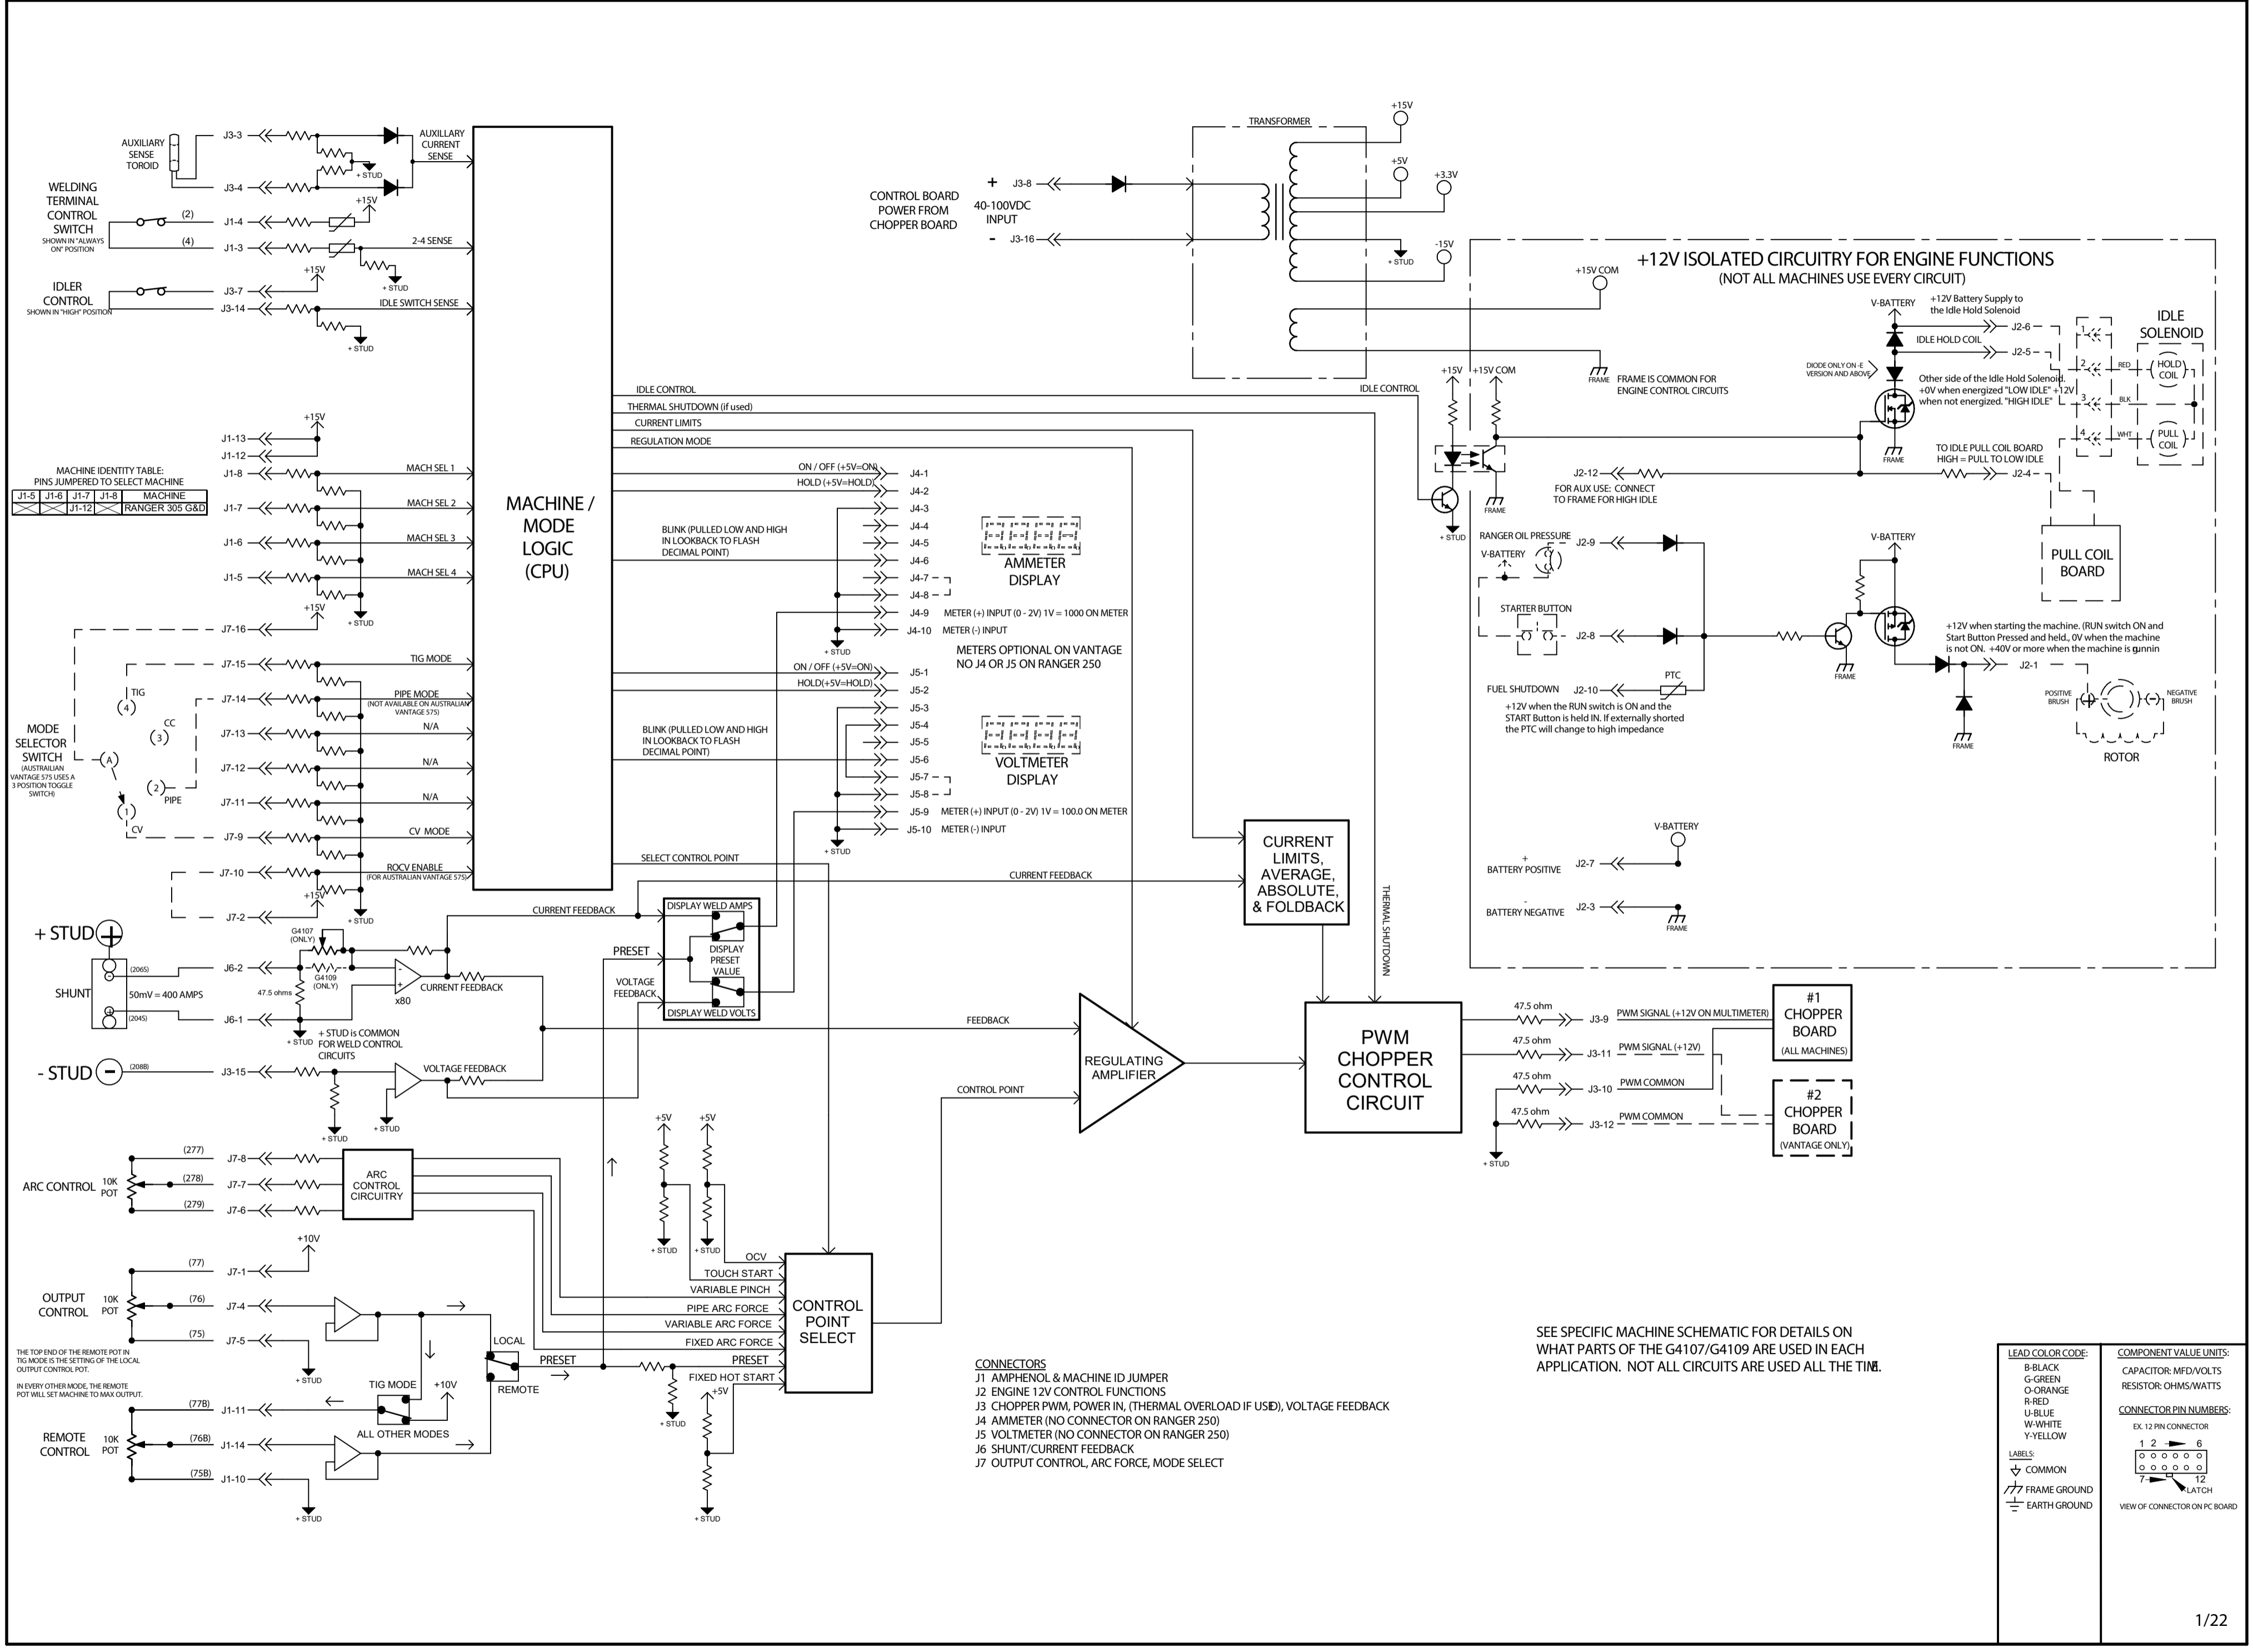 AUXILIARY
SENSE
TOROID
J3-3
J3-4
+ STUD
AUXILLARY
CURRENT
SENSE
WELDING
TERMINAL
CONTROL
SWITCH
SHOWN IN "ALWAYS
ON" POSITION
(2)
J1-4
+15V
(4)
J1-3
2-4 SENSE
+ STUD
IDLER
CONTROL
SHOWN IN "HIGH" POSITION
+15V
J3-7
J3-14
IDLE SWITCH SENSE
+ STUD
+15V
J1-13
J1-12
J1-8
MACH SEL 1
MACHINE IDENTITY TABLE:
PINS JUMPERED TO SELECT MACHINE
J1-5 J1-6 J1-7 J1-8 MACHINE
J1-12 RANGER 305 G&D
J1-7
MACH SEL 2
J1-6
MACH SEL 3
J1-5
MACH SEL 4
+ STUD
+15V
J7-16
J7-15
TIG MODE
J7-14
PIPE MODE
(NOT AVAILABLE ON AUSTRALIAN
VANTAGE 575)
J7-13
N/A
J7-12
N/A
J7-11
N/A
J7-9
CV MODE
J7-10
ROCV ENABLE
(FOR AUSTRALIAN VANTAGE 575)
+15V
J7-2
+ STUD
MODE
SELECTOR
SWITCH
(AUSTRAILIAN
VANTAGE 575 USES A
3 POSITION TOGGLE
SWITCH)
TIG
4
CC
3
A
2
PIPE
1
CV
MACHINE /
MODE
LOGIC
(CPU)
IDLE CONTROL
THERMAL SHUTDOWN (if used)
CURRENT LIMITS
REGULATION MODE
ON / OFF (+5V=ON)
HOLD (+5V=HOLD)
BLINK (PULLED LOW AND HIGH
IN LOOKBACK TO FLASH
DECIMAL POINT)
J4-1
J4-2
J4-3
J4-4
J4-5
J4-6
J4-7
J4-8
J4-9 METER (+) INPUT (0 - 2V) 1V = 1000 ON METER
J4-10 METER (-) INPUT
+ STUD
AMMETER
DISPLAY
METERS OPTIONAL ON VANTAGE
NO J4 OR J5 ON RANGER 250
ON / OFF (+5V=ON)
HOLD(+5V=HOLD)
BLINK (PULLED LOW AND HIGH
IN LOOKBACK TO FLASH
DECIMAL POINT)
J5-1
J5-2
J5-3
J5-4
J5-5
J5-6
J5-7
J5-8
J5-9 METER (+) INPUT (0 - 2V) 1V = 100.0 ON METER
J5-10 METER (-) INPUT
+ STUD
VOLTMETER
DISPLAY
SELECT CONTROL POINT
CURRENT FEEDBACK
CONTROL BOARD
POWER FROM
CHOPPER BOARD
+ J3-8
40-100VDC
INPUT
- J3-16
TRANSFORMER
+15V
+5V
+3.3V
+ STUD
-15V
+15V COM
FRAME
FRAME IS COMMON FOR
ENGINE CONTROL CIRCUITS
+12V ISOLATED CIRCUITRY FOR ENGINE FUNCTIONS
(NOT ALL MACHINES USE EVERY CIRCUIT)
IDLE CONTROL
+15V
+15V COM
FRAME
+ STUD
V-BATTERY
+12V Battery Supply to
the Idle Hold Solenoid
J2-6
IDLE HOLD COIL
J2-5
DIODE ONLY ON -E
VERSION AND ABOVE
Other side of the Idle Hold Solenoid.
+0V when energized "LOW IDLE" +12V
when not energized. "HIGH IDLE"
FRAME
1
2
3
4
RED
BLK
WHT
IDLE
SOLENOID
HOLD
COIL
PULL
COIL
TO IDLE PULL COIL BOARD
HIGH = PULL TO LOW IDLE
J2-12
J2-4
FOR AUX USE: CONNECT
TO FRAME FOR HIGH IDLE
PULL COIL
BOARD
RANGER OIL PRESSURE
V-BATTERY
J2-9
STARTER BUTTON
J2-8
FUEL SHUTDOWN
J2-10
PTC
+12V when the RUN switch is ON and the
START Button is held IN. If externally shorted
the PTC will change to high impedance
V-BATTERY
FRAME
+12V when starting the machine. (RUN switch ON and
Start Button Pressed and held., 0V when the machine
is not ON. +40V or more when the machine is gunnin
J2-1
FRAME
POSITIVE
BRUSH
NEGATIVE
BRUSH
ROTOR
V-BATTERY
+
BATTERY POSITIVE
J2-7
-
BATTERY NEGATIVE
J2-3
FRAME
+ STUD
SHUNT
50mV = 400 AMPS
(206S)
(204S)
J6-2
J6-1
G4107
(ONLY)
G4109
(ONLY)
47.5 ohms
x80
CURRENT FEEDBACK
CURRENT FEEDBACK
+ STUD
+ STUD is COMMON
FOR WELD CONTROL
CIRCUITS
- STUD
(208B)
J3-15
VOLTAGE FEEDBACK
+ STUD
+ STUD
DISPLAY WELD AMPS
DISPLAY
PRESET
VALUE
DISPLAY WELD VOLTS
PRESET
VOLTAGE
FEEDBACK
CURRENT
LIMITS,
AVERAGE,
ABSOLUTE,
& FOLDBACK
THERMAL SHUTDOWN
FEEDBACK
CONTROL POINT
REGULATING
AMPLIFIER
PWM
CHOPPER
CONTROL
CIRCUIT
47.5 ohm
J3-9
PWM SIGNAL (+12V ON MULTIMETER)
47.5 ohm
J3-11
PWM SIGNAL (+12V)
47.5 ohm
J3-10
PWM COMMON
47.5 ohm
J3-12
PWM COMMON
+ STUD
#1
CHOPPER
BOARD
(ALL MACHINES)
#2
CHOPPER
BOARD
(VANTAGE ONLY)
ARC CONTROL
10K
POT
(277)
J7-8
(278)
J7-7
(279)
J7-6
ARC
CONTROL
CIRCUITRY
+5V
+5V
+ STUD
+ STUD
OCV
TOUCH START
VARIABLE PINCH
PIPE ARC FORCE
VARIABLE ARC FORCE
FIXED ARC FORCE
PRESET
FIXED HOT START
CONTROL
POINT
SELECT
OUTPUT
CONTROL
10K
POT
(77)
J7-1
+10V
(76)
J7-4
(75)
J7-5
+ STUD
THE TOP END OF THE REMOTE POT IN
TIG MODE IS THE SETTING OF THE LOCAL
OUTPUT CONTROL POT.
IN EVERY OTHER MODE, THE REMOTE
POT WILL SET MACHINE TO MAX OUTPUT.
LOCAL
REMOTE
PRESET
TIG MODE
+10V
ALL OTHER MODES
REMOTE
CONTROL
10K
POT
(77B)
J1-11
(76B)
J1-14
(75B)
J1-10
+ STUD
+ STUD
+5V
+ STUD
CONNECTORS
J1 AMPHENOL & MACHINE ID JUMPER
J2 ENGINE 12V CONTROL FUNCTIONS
J3 CHOPPER PWM, POWER IN, (THERMAL OVERLOAD IF USED), VOLTAGE FEEDBACK
J4 AMMETER (NO CONNECTOR ON RANGER 250)
J5 VOLTMETER (NO CONNECTOR ON RANGER 250)
J6 SHUNT/CURRENT FEEDBACK
J7 OUTPUT CONTROL, ARC FORCE, MODE SELECT
SEE SPECIFIC MACHINE SCHEMATIC FOR DETAILS ON
WHAT PARTS OF THE G4107/G4109 ARE USED IN EACH
APPLICATION. NOT ALL CIRCUITS ARE USED ALL THE TIME.
LEAD COLOR CODE:
B-BLACK
G-GREEN
O-ORANGE
R-RED
U-BLUE
W-WHITE
Y-YELLOW
LABELS:
COMMON
FRAME GROUND
EARTH GROUND
COMPONENT VALUE UNITS:
CAPACITOR: MFD/VOLTS
RESISTOR: OHMS/WATTS
CONNECTOR PIN NUMBERS:
EX. 12 PIN CONNECTOR
1 2 6
7 12
LATCH
VIEW OF CONNECTOR ON PC BOARD
1/22